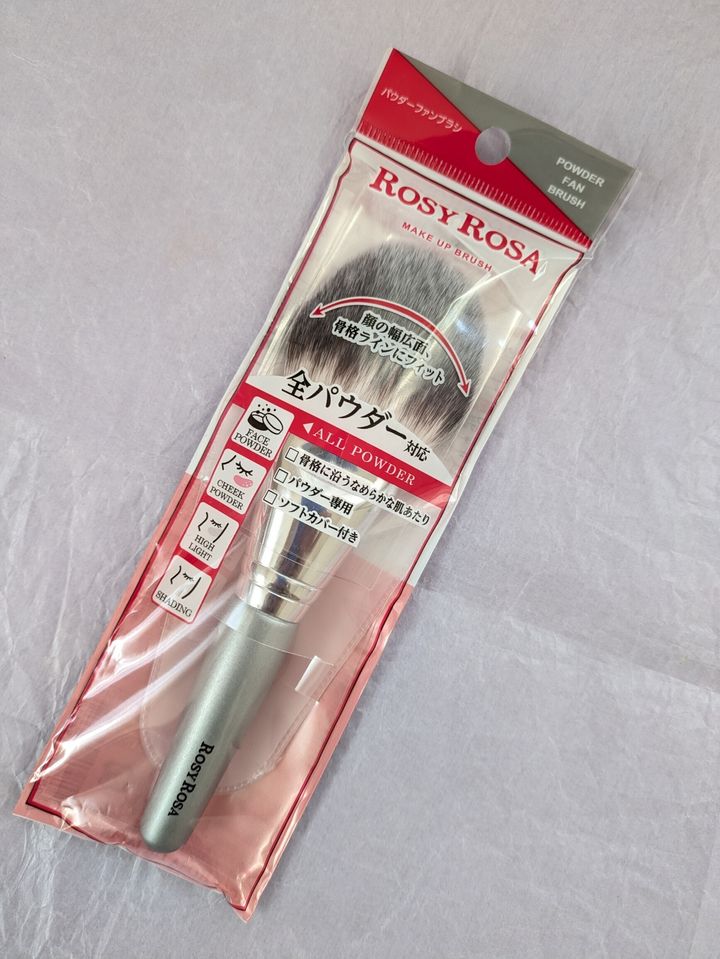 パウダーファンブラシ
POWDER
FAN
BRUSH
ROSY ROSA
MAKE UP BRUSH
顔の幅広面、
骨格ラインにフィット
全パウダー対応
ALL POWDER
□骨格に沿うなめらかな肌あたり
□パウダー専用
□ソフトカバー付き
FACE
POWDER
CHEEK
POWDER
HIGH
LIGHT
SHADING
ROSY ROSA